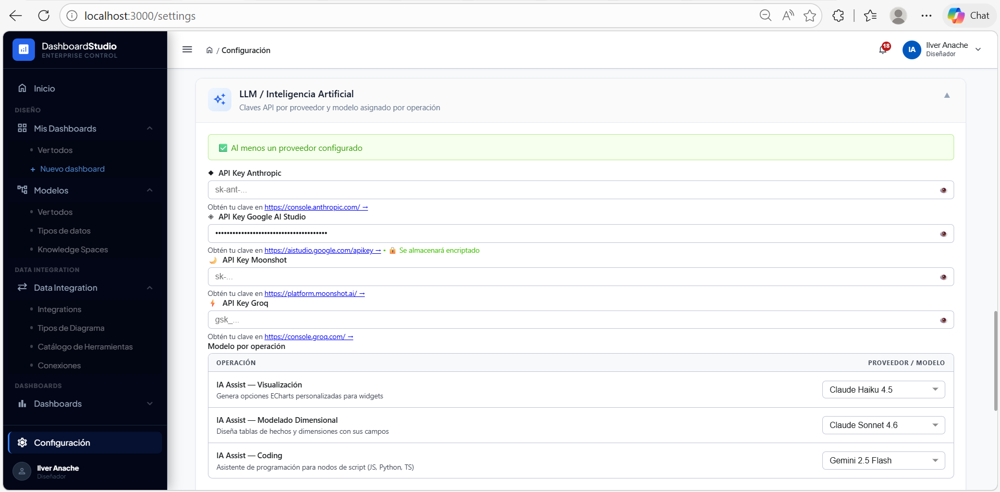 localhost:3000/settings
Chat
DashboardStudio
ENTERPRISE CONTROL
Inicio
DISEÑO
Mis Dashboards
Ver todos
+ Nuevo dashboard
Modelos
Ver todos
Tipos de datos
Knowledge Spaces
DATA INTEGRATION
Data Integration
Integrations
Tipos de Diagrama
Catálogo de Herramientas
Conexiones
DASHBOARDS
Dashboards
Configuración
Ilver Anache
Diseñador
/ Configuración
18
IA
Ilver Anache
Diseñador
LLM / Inteligencia Artificial
Claves API por proveedor y modelo asignado por operación
✅ Al menos un proveedor configurado
◆ API Key Anthropic
sk-ant-...
Obtén tu clave en https://console.anthropic.com/ →
◈ API Key Google AI Studio
••••••••••••••••••••••••••••••••••••••
Obtén tu clave en https://aistudio.google.com/apikey → • 🔒 Se almacenará encriptado
🌙 API Key Moonshot
sk-...
Obtén tu clave en https://platform.moonshot.ai/ →
⚡ API Key Groq
gsk_...
Obtén tu clave en https://console.groq.com/ →
Modelo por operación
OPERACIÓN PROVEEDOR / MODELO
IA Assist — Visualización
Genera opciones ECharts personalizadas para widgets
Claude Haiku 4.5
IA Assist — Modelado Dimensional
Diseña tablas de hechos y dimensiones con sus campos
Claude Sonnet 4.6
IA Assist — Coding
Asistente de programación para nodos de script (JS, Python, TS)
Gemini 2.5 Flash